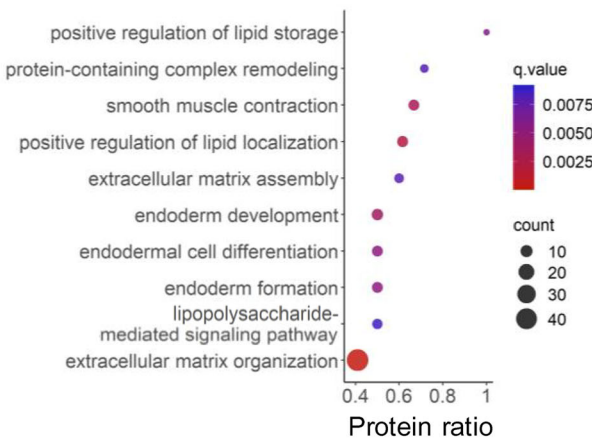 positive regulation of lipid storage
protein-containing complex remodeling
smooth muscle contraction
positive regulation of lipid localization
extracellular matrix assembly
endoderm development
endodermal cell differentiation
endoderm formation
lipopolysaccharide-
mediated signaling pathway
extracellular matrix organization
0.4 0.6 0.8 1
Protein ratio
q.value
0.0075
0.0050
0.0025
count
10
20
30
40